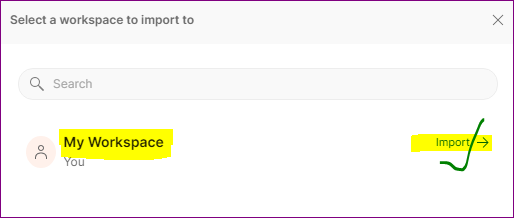 Select a workspace to import to
Search
My Workspace
Import
You